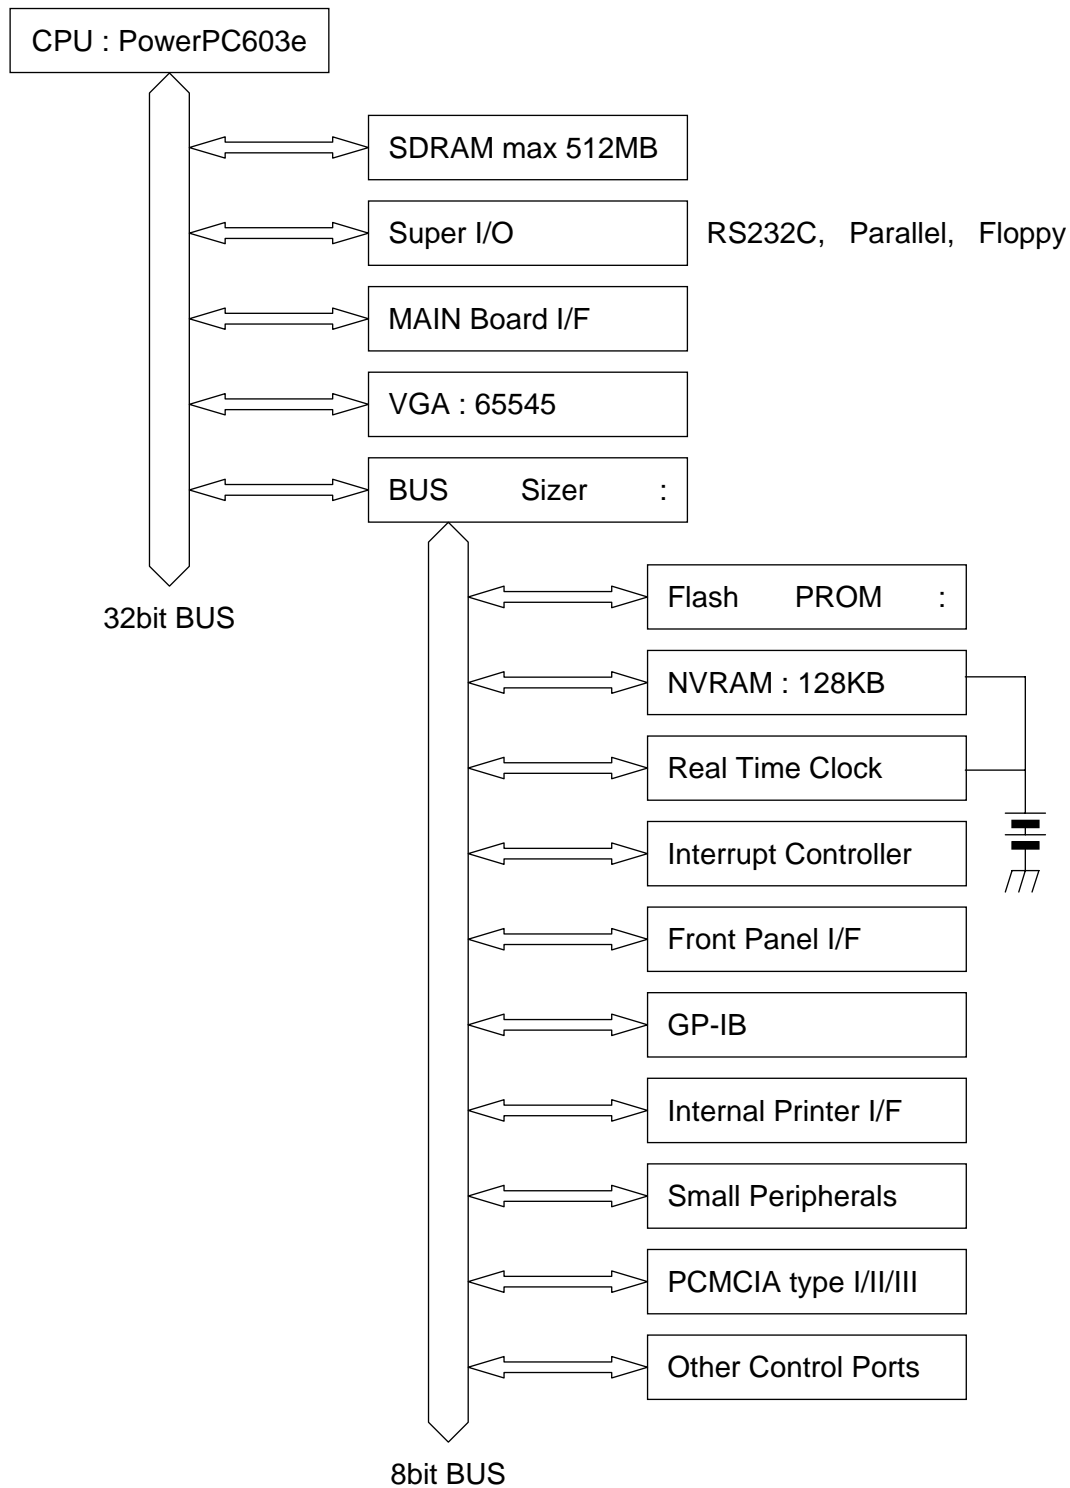 CPU : PowerPC603e
SDRAM max 512MB
Super I/O
RS232C, Parallel, Floppy
MAIN Board I/F
VGA : 65545
BUS Sizer :
32bit BUS
Flash PROM :
NVRAM : 128KB
Real Time Clock
Interrupt Controller
Front Panel I/F
GP-IB
Internal Printer I/F
Small Peripherals
PCMCIA type I/II/III
Other Control Ports
8bit BUS